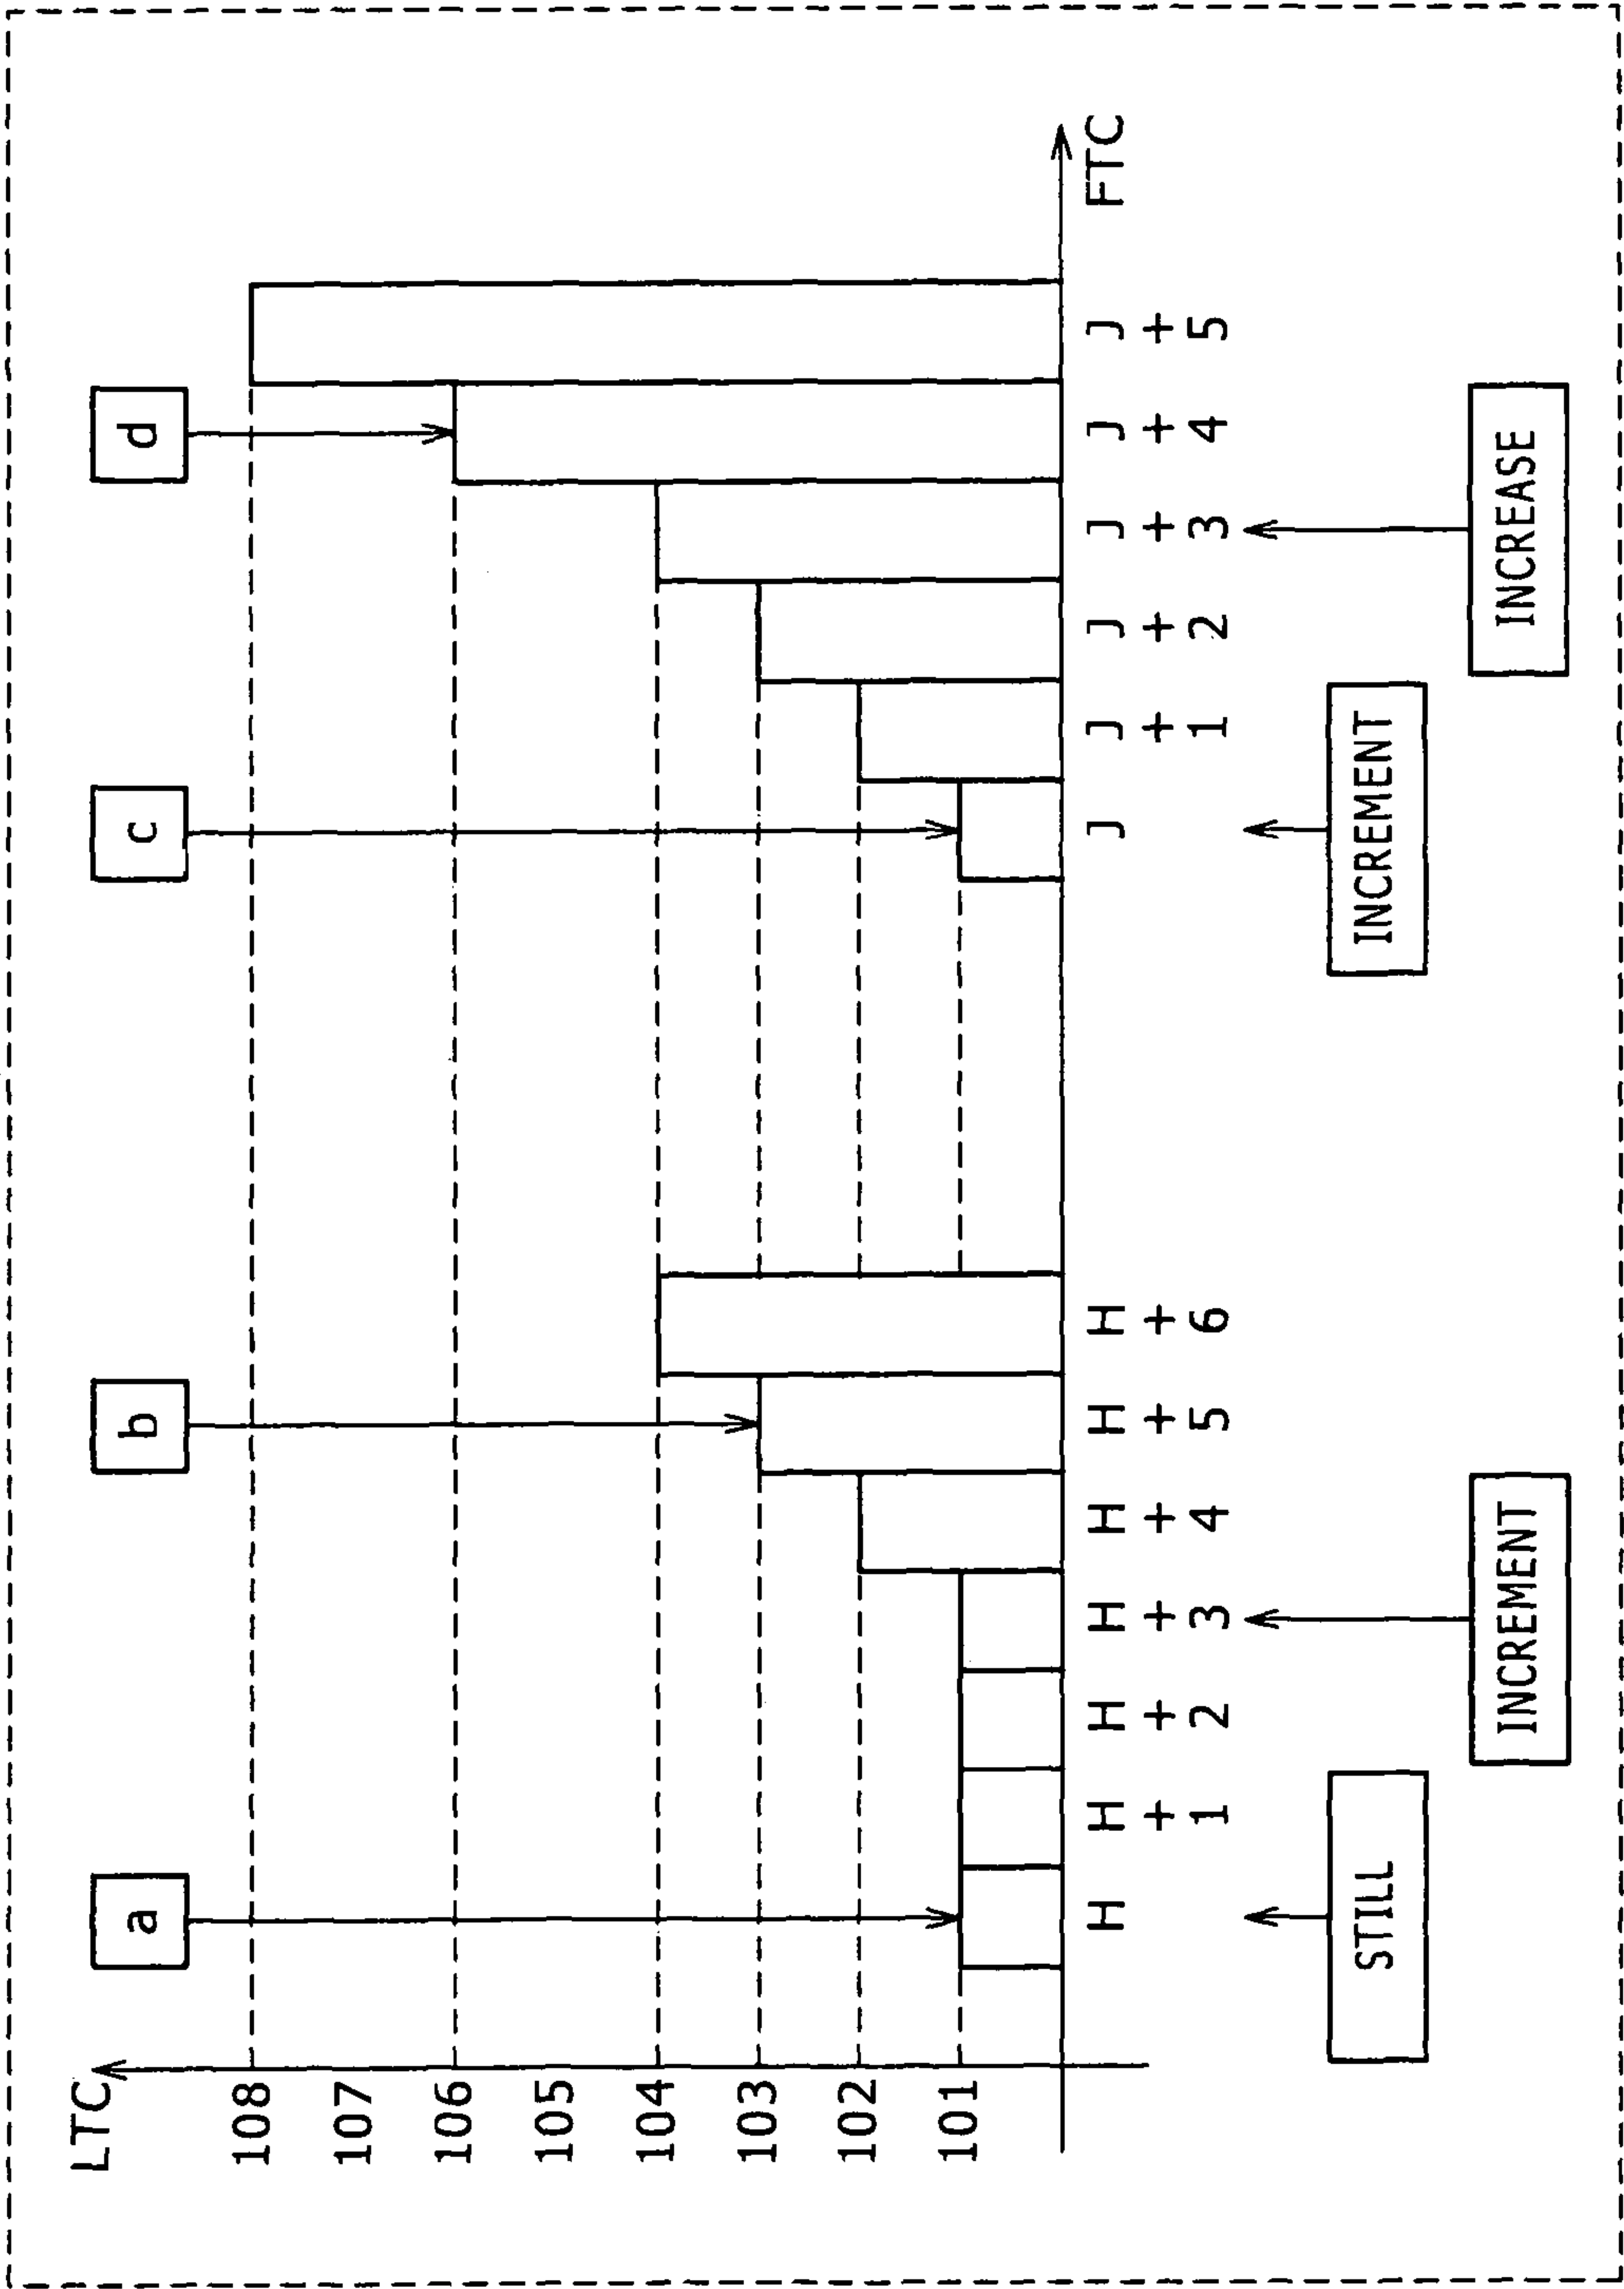 LTC
a
b
c
d
108
107
106
105
104
103
102
101
H
H+1
H+2
H+3
H+4
H+5
H+6
J
J+1
J+2
J+3
J+4
J+5
FTC
STILL
INCREMENT
INCREMENT
INCREASE